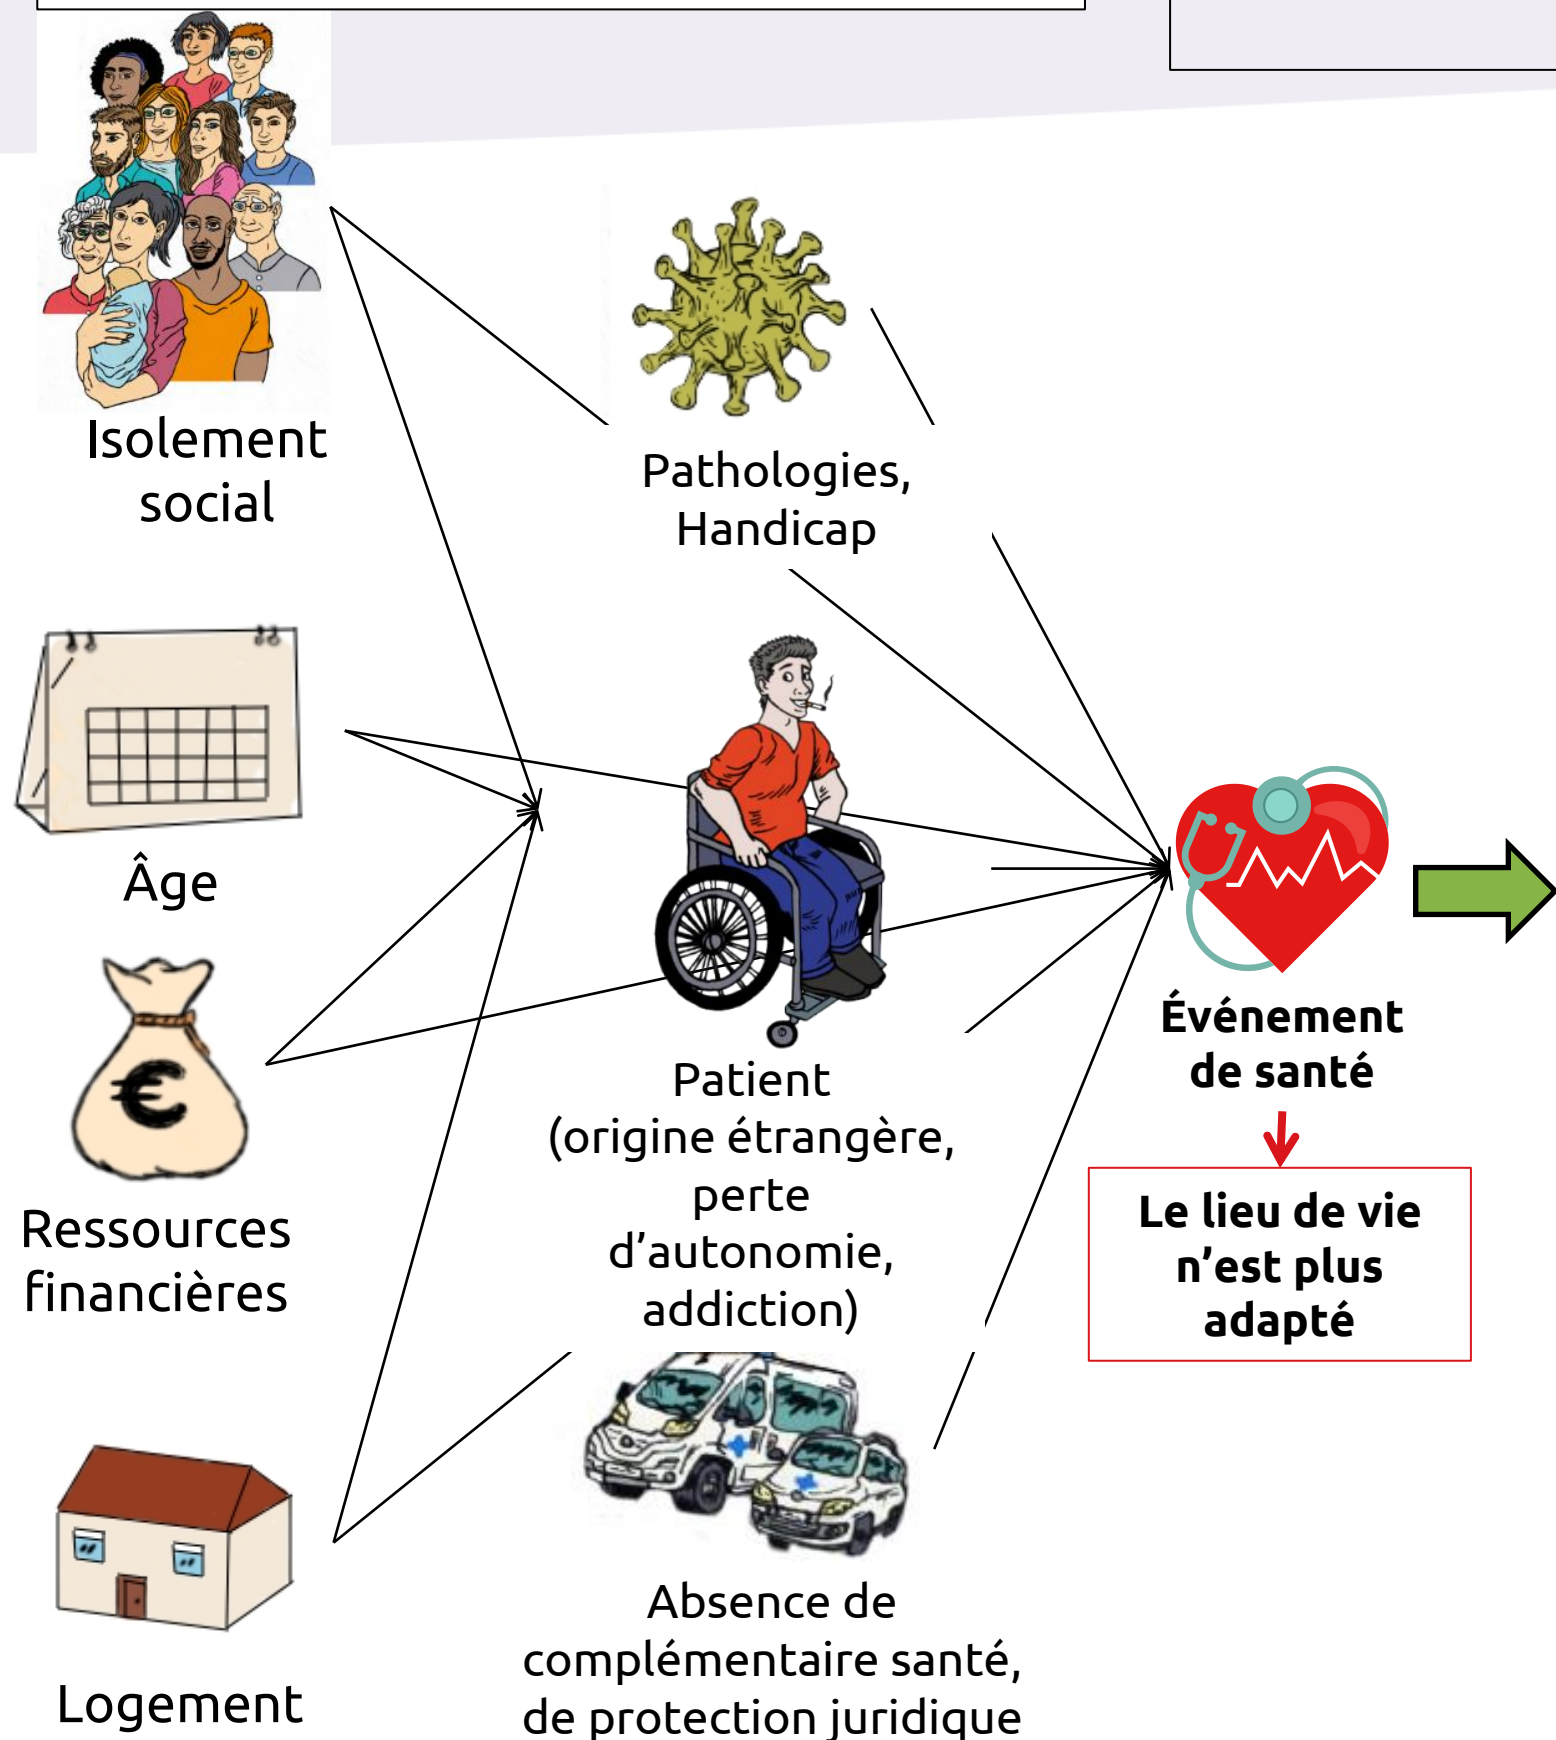 Isolement
social
Pathologies,
Handicap
Âge
Ressources
financières
€
Logement
Patient
(origine étrangère,
perte
d’autonomie,
addiction)
Absence de
complémentaire santé,
de protection juridique
Événement
de santé
Le lieu de vie
n’est plus
adapté